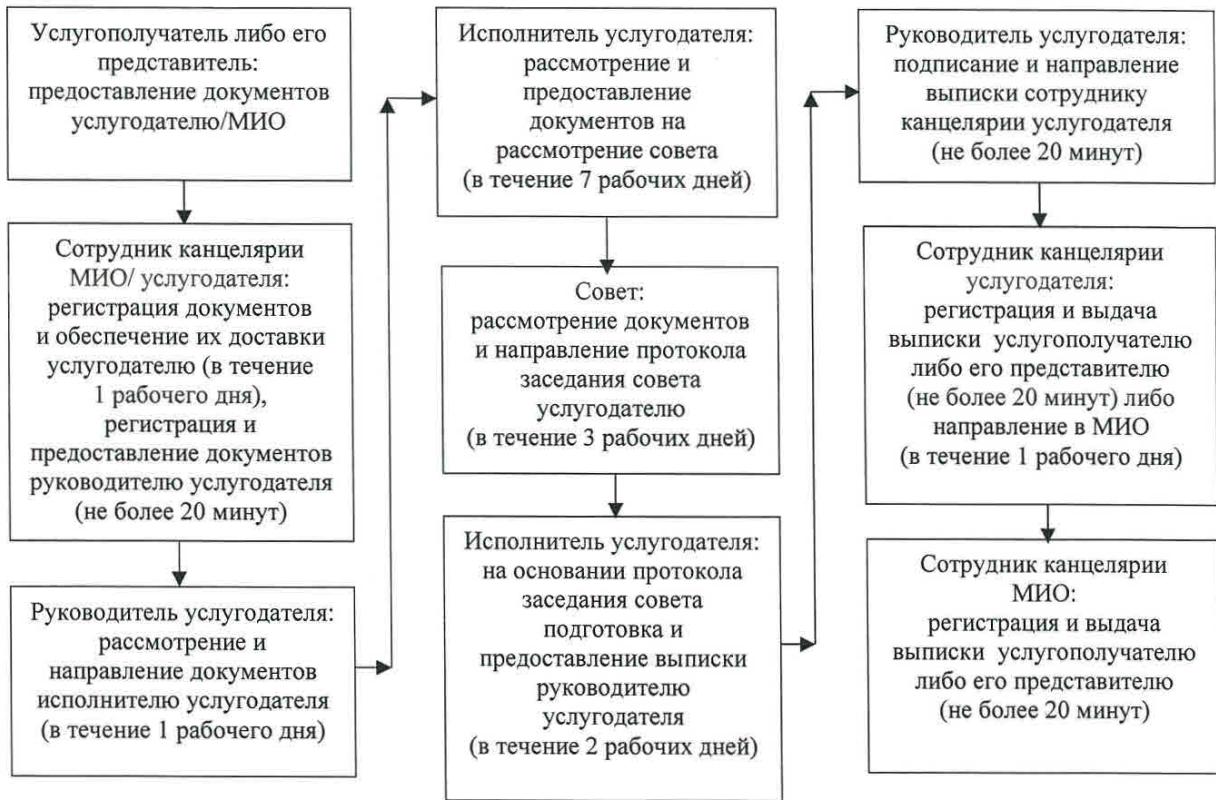 Услугополучатель либо его
представитель:
предоставление документов
услугодателю/МИО
Сотрудник канцелярии
МИО/ услугодателя:
регистрация документов
и обеспечение их доставки
услугодателю (в течение
1 рабочего дня),
регистрация и
предоставление документов
руководителю услугодателя
(не более 20 минут)
Руководитель услугодателя:
рассмотрение и
направление документов
исполнителю услугодателя
(в течение 1 рабочего дня)
Исполнитель услугодателя:
рассмотрение и
предоставление
документов на
рассмотрение совета
(в течение 7 рабочих дней)
Совет:
рассмотрение документов
и направление протокола
заседания совета
услугодателю
(в течение 3 рабочих дней)
Исполнитель услугодателя:
на основании протокола
заседания совета
подготовка и
предоставление выписки
руководителю
услугодателя
(в течение 2 рабочих дней)
Руководитель услугодателя:
подписание и направление
выписки сотруднику
канцелярии услугодателя
(не более 20 минут)
Сотрудник канцелярии
услугодателя:
регистрация и выдача
выписки услугополучателю
либо его представителю
(не более 20 минут) либо
направление в МИО
(в течение 1 рабочего дня)
Сотрудник канцелярии
МИО:
регистрация и выдача
выписки услугополучателю
либо его представителю
(не более 20 минут)